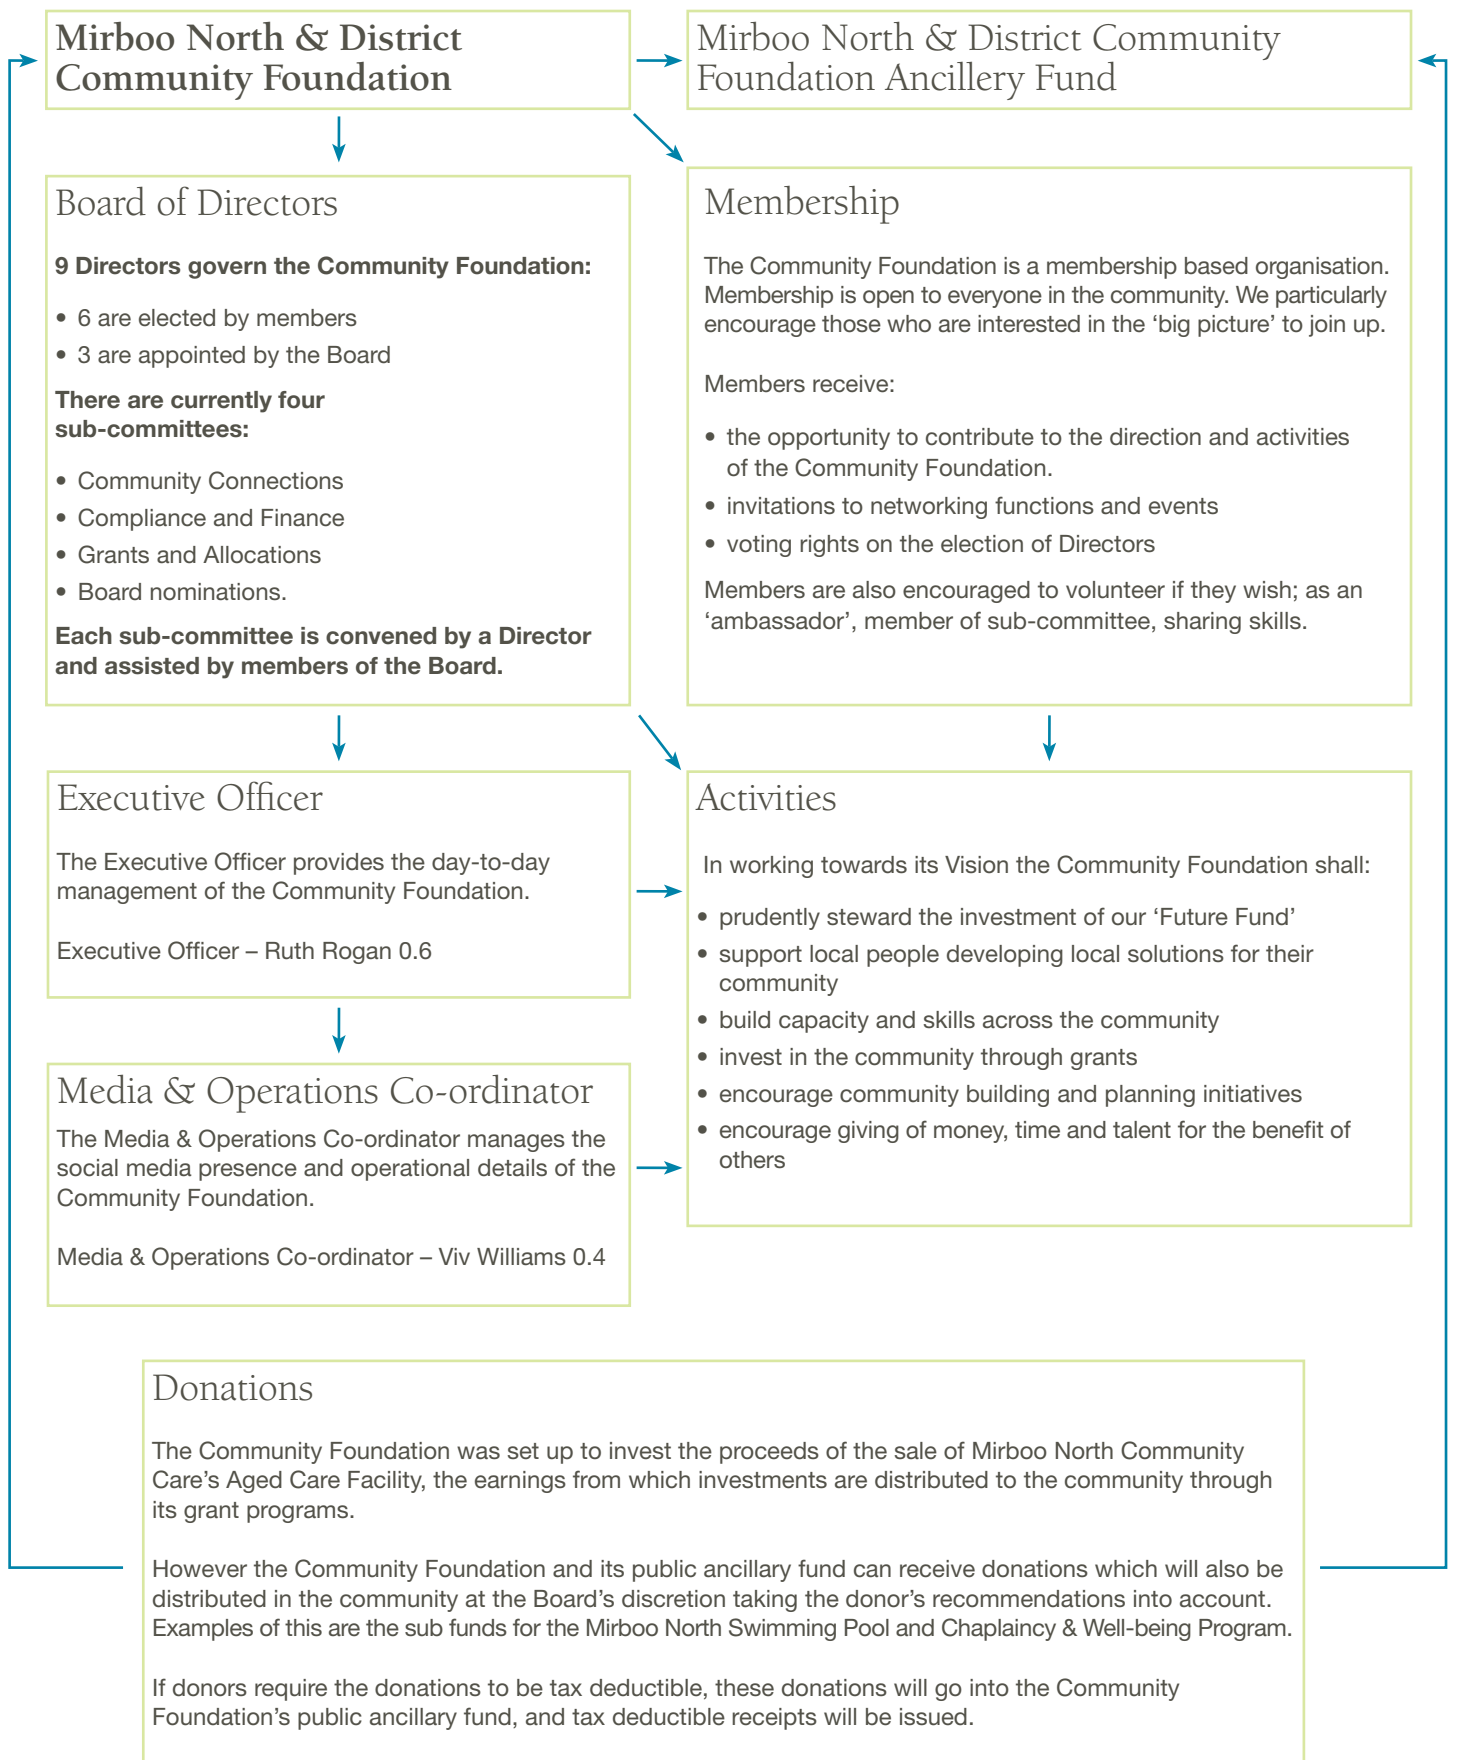 Mirboo North & District
Community Foundation
Mirboo North & District Community
Foundation Ancillery Fund
Board of Directors
9 Directors govern the Community Foundation:
• 6 are elected by members
• 3 are appointed by the Board
There are currently four
sub-committees:
• Community Connections
• Compliance and Finance
• Grants and Allocations
• Board nominations.
Each sub-committee is convened by a Director
and assisted by members of the Board.
Membership
The Community Foundation is a membership based organisation.
Membership is open to everyone in the community. We particularly
encourage those who are interested in the ‘big picture’ to join up.
Members receive:
• the opportunity to contribute to the direction and activities
of the Community Foundation.
• invitations to networking functions and events
• voting rights on the election of Directors
Members are also encouraged to volunteer if they wish; as an
‘ambassador’, member of sub-committee, sharing skills.
Executive Officer
The Executive Officer provides the day-to-day
management of the Community Foundation.
Executive Officer – Ruth Rogan 0.6
Media & Operations Co-ordinator
The Media & Operations Co-ordinator manages the
social media presence and operational details of the
Community Foundation.
Media & Operations Co-ordinator – Viv Williams 0.4
Activities
In working towards its Vision the Community Foundation shall:
• prudently steward the investment of our ‘Future Fund’
• support local people developing local solutions for their
community
• build capacity and skills across the community
• invest in the community through grants
• encourage community building and planning initiatives
• encourage giving of money, time and talent for the benefit of
others
Donations
The Community Foundation was set up to invest the proceeds of the sale of Mirboo North Community
Care’s Aged Care Facility, the earnings from which investments are distributed to the community through
its grant programs.
However the Community Foundation and its public ancillary fund can receive donations which will also be
distributed in the community at the Board’s discretion taking the donor’s recommendations into account.
Examples of this are the sub funds for the Mirboo North Swimming Pool and Chaplaincy & Well-being Program.
If donors require the donations to be tax deductible, these donations will go into the Community
Foundation’s public ancillary fund, and tax deductible receipts will be issued.